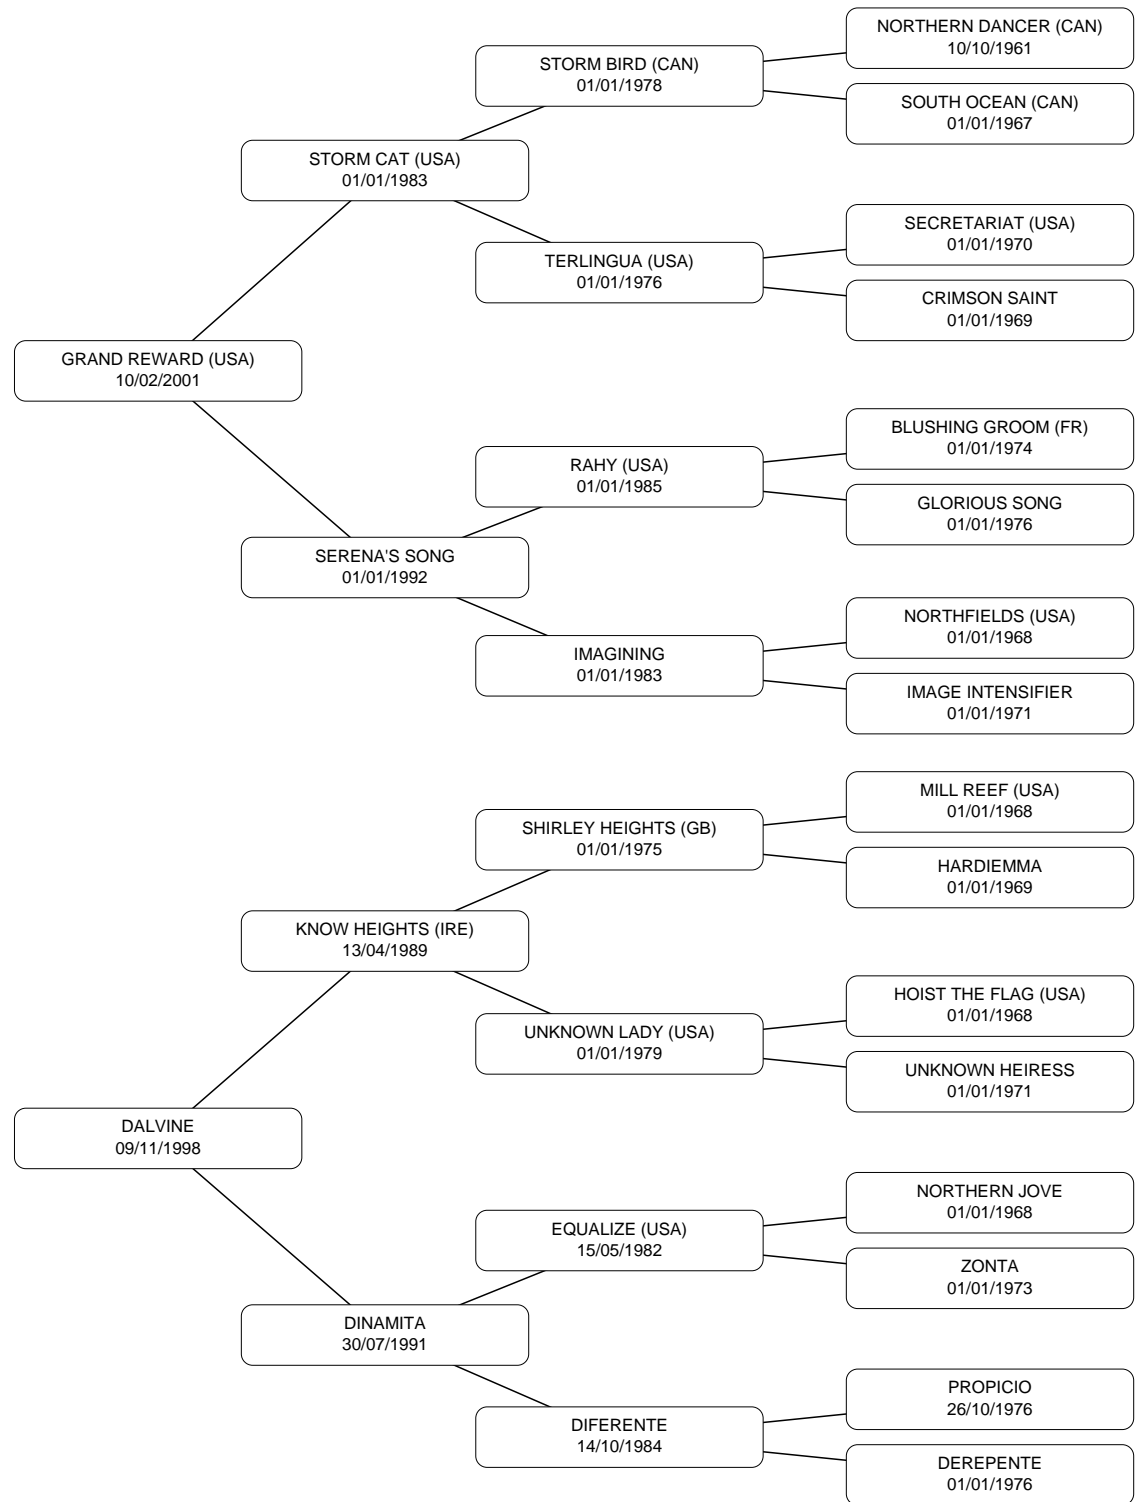 NORTHERN DANCER (CAN)
10/10/1961
STORM BIRD (CAN)
01/01/1978
SOUTH OCEAN (CAN)
01/01/1967
STORM CAT (USA)
01/01/1983
SECRETARIAT (USA)
01/01/1970
TERLINGUA (USA)
01/01/1976
CRIMSON SAINT
01/01/1969
GRAND REWARD (USA)
10/02/2001
BLUSHING GROOM (FR)
01/01/1974
RAHY (USA)
01/01/1985
GLORIOUS SONG
01/01/1976
SERENA'S SONG
01/01/1992
NORTHFIELDS (USA)
01/01/1968
IMAGINING
01/01/1983
IMAGE INTENSIFIER
01/01/1971
MILL REEF (USA)
01/01/1968
SHIRLEY HEIGHTS (GB)
01/01/1975
HARDIEMMA
01/01/1969
KNOW HEIGHTS (IRE)
13/04/1989
HOIST THE FLAG (USA)
01/01/1968
UNKNOWN LADY (USA)
01/01/1979
UNKNOWN HEIRESS
01/01/1971
DALVINE
09/11/1998
NORTHERN JOVE
01/01/1968
EQUALIZE (USA)
15/05/1982
ZONTA
01/01/1973
DINAMITA
30/07/1991
PROPICIO
26/10/1976
DIFERENTE
14/10/1984
DEREPENTE
01/01/1976